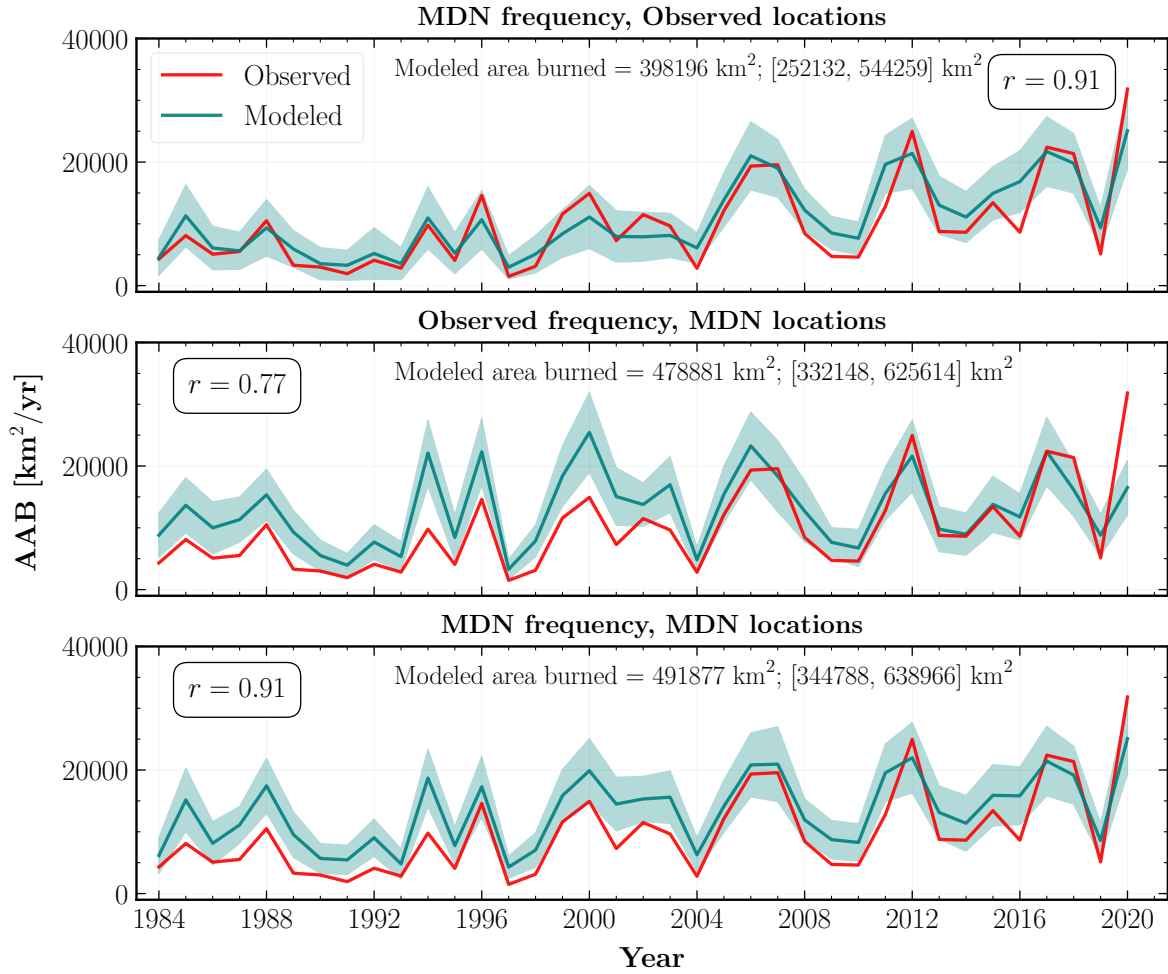 MDN frequency, Observed locations
40000
20000
0
Observed
Modeled
Modeled area burned = 398196 km²; [252132, 544259] km²
r = 0.91
Observed frequency, MDN locations
40000
20000
0
r = 0.77
Modeled area burned = 478881 km²; [332148, 625614] km²
AAB [km²/yr]
MDN frequency, MDN locations
40000
20000
0
r = 0.91
Modeled area burned = 491877 km²; [344788, 638966] km²
1984 1988 1992 1996 2000 2004 2008 2012 2016 2020
Year